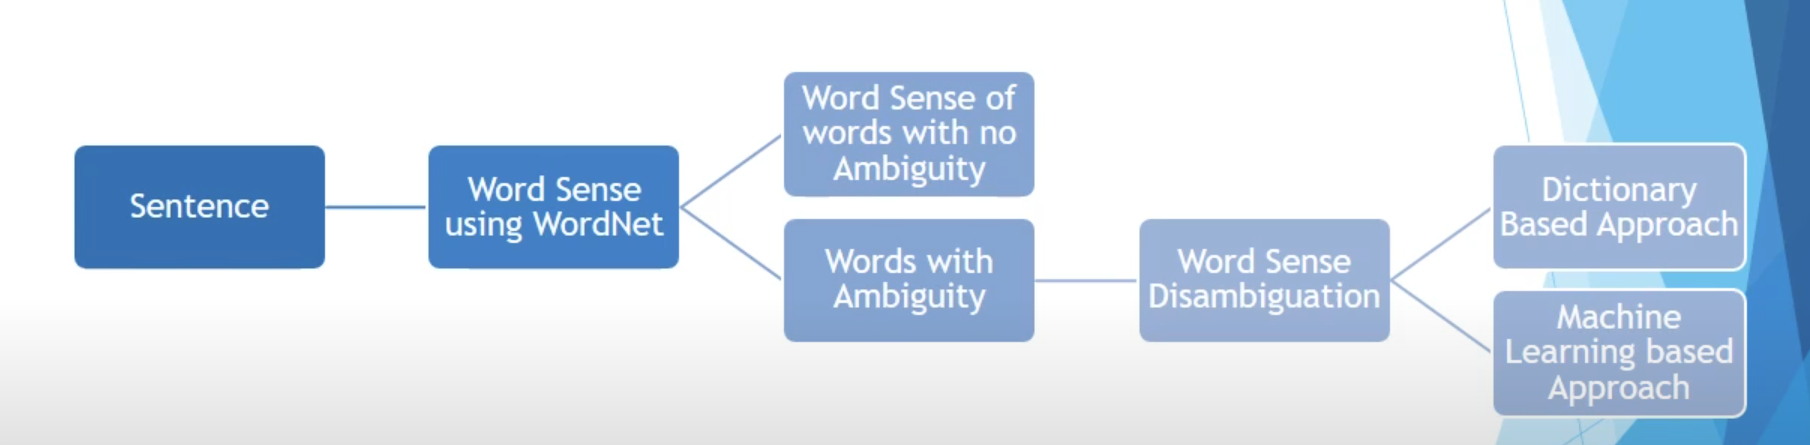 Sentence
Word Sense
using WordNet
Word Sense of
words with no
Ambiguity
Words with
Ambiguity
Word Sense
Disambiguation
Dictionary
Based Approach
Machine
Learning based
Approach